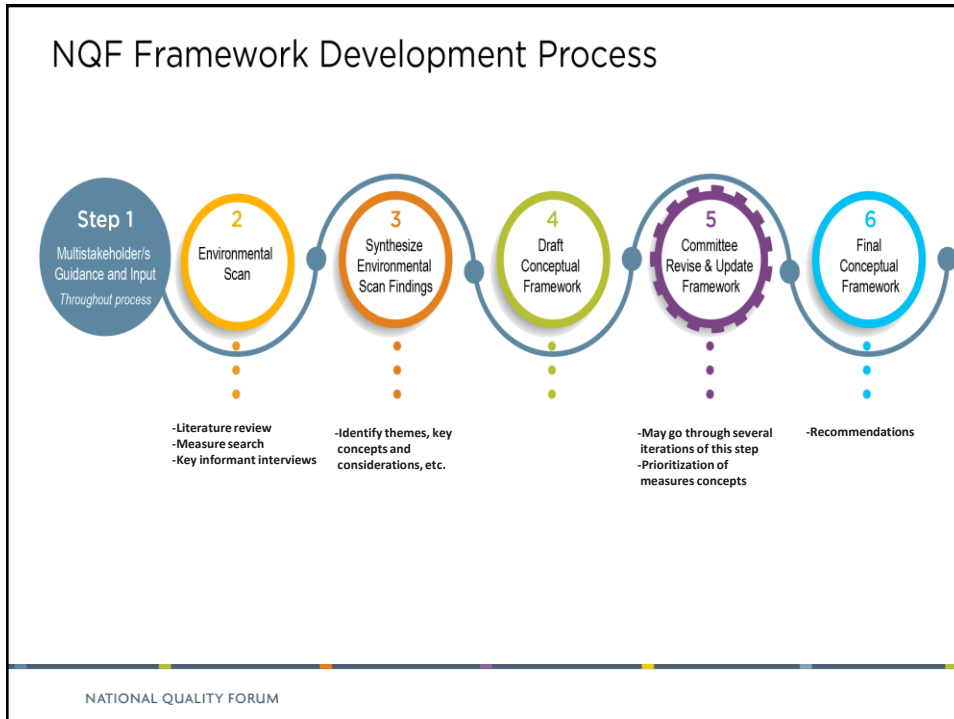 NQF Framework Development Process
Step 1
Multistakeholder/s
Guidance and Input
Throughout process
2
Environmental
Scan
3
Synthesize
Environmental
Scan Findings
4
Draft
Conceptual
Framework
5
Committee
Revise & Update
Framework
6
Final
Conceptual
Framework
-Literature review
-Measure search
-Key informant interviews
-Identify themes, key
concepts and
considerations, etc.
-May go through several
iterations of this step
-Prioritization of
measures concepts
-Recommendations
NATIONAL QUALITY FORUM